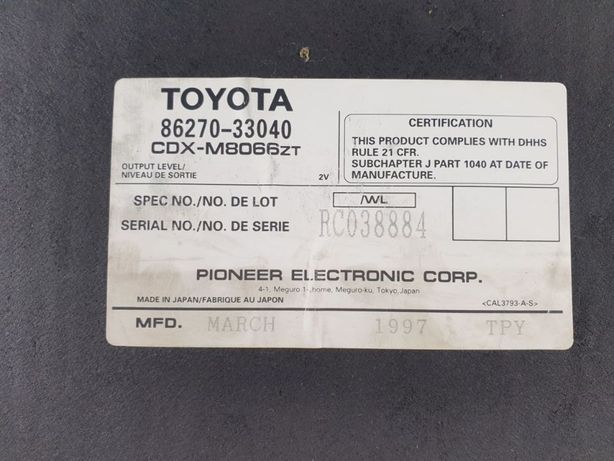 TOYOTA
86270-33040
CDX-M8066ZT
OUTPUT LEVEL/
NIVEAU DE SORTIE 2V
CERTIFICATION
THIS PRODUCT COMPLIES WITH DHHS
RULE 21 CFR.
SUBCHAPTER J PART 1040 AT DATE OF
MANUFACTURE.
SPEC NO./NO. DE LOT /WL
SERIAL NO./NO. DE SERIE RC038884
PIONEER ELECTRONIC CORP.
4-1, Meguro 1- Meguro-ku, Tokyo, Japan
MADE IN JAPAN/FABRIQUE AU JAPON <CAL3793-A-S>
MFD. MARCH 1997 TPY